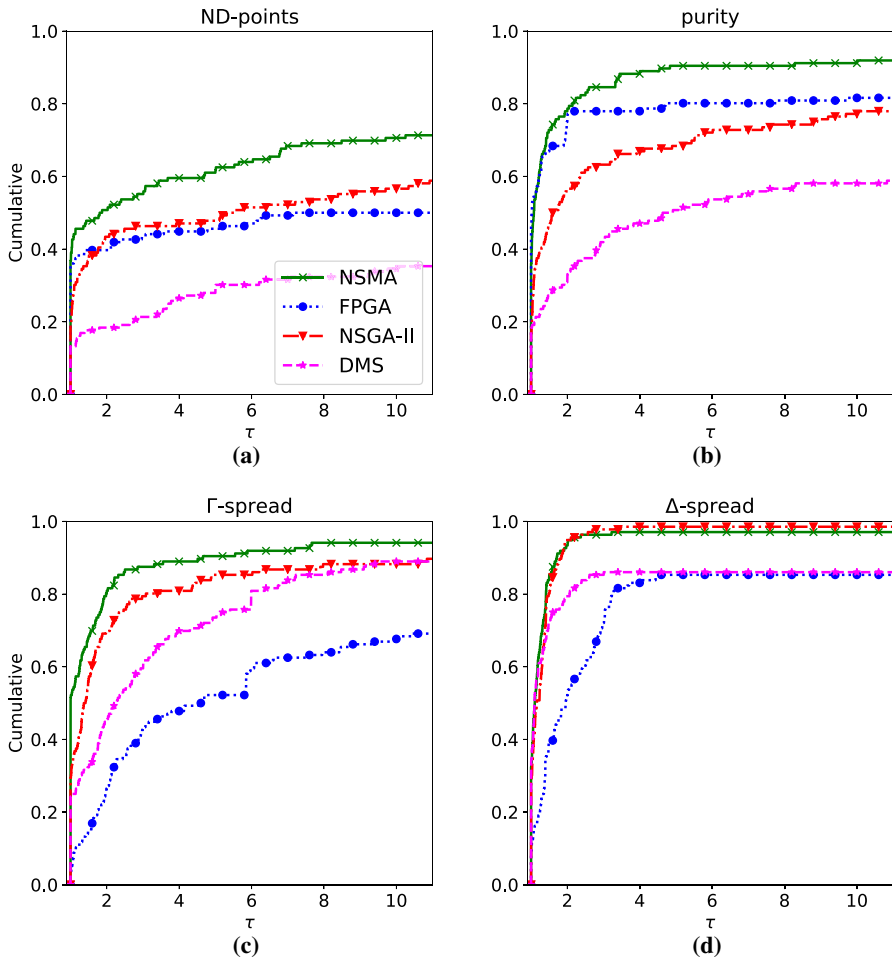 ND-points
1.0
0.8
0.6
0.4
0.2
0.0
Cumulative
2 4 6 8 10
τ
NSMA
FPGA
NSGA-II
DMS
(a)
purity
1.0
0.8
0.6
0.4
0.2
0.0
2 4 6 8 10
τ
(b)
Γ-spread
1.0
0.8
0.6
0.4
0.2
0.0
Cumulative
2 4 6 8 10
τ
(c)
Δ-spread
1.0
0.8
0.6
0.4
0.2
0.0
2 4 6 8 10
τ
(d)